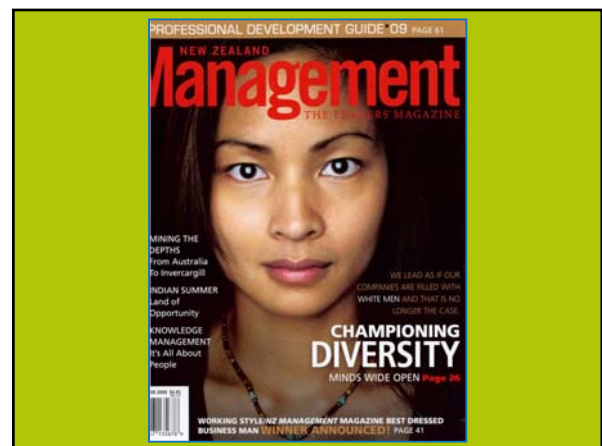 PROFESSIONAL DEVELOPMENT GUIDE '09 PAGE 61
NEW ZEALAND
Management
THE LEADERS' MAGAZINE
MINING THE
DEPTHS
From Australia
To Invercargill
INDIAN SUMMER
Land of
Opportunity
KNOWLEDGE
MANAGEMENT
It's All About
People
WE LEAD AS IF OUR
COMPANIES ARE FILLED WITH
WHITE MEN AND THAT IS NO
LONGER THE CASE.
CHAMPIONING
DIVERSITY
MINDS WIDE OPEN Page 26
WORKING STYLE/NZ MANAGEMENT MAGAZINE BEST DRESSED
BUSINESS MAN WINNER ANNOUNCED! PAGE 41